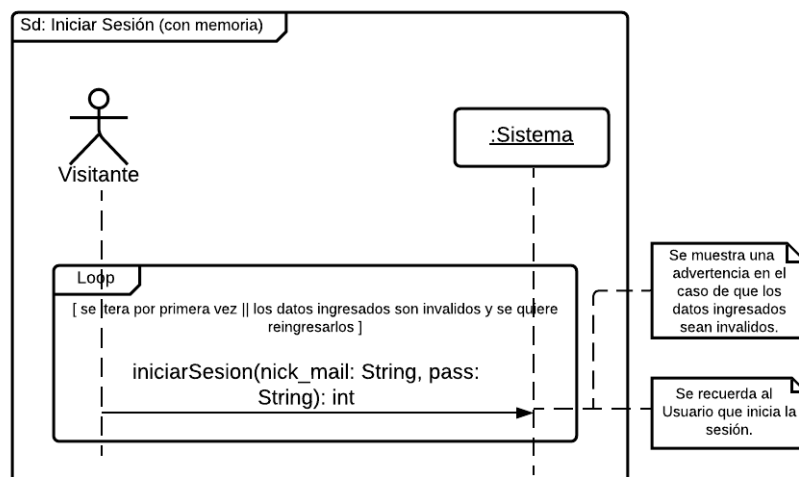 Sd: Iniciar Sesión (con memoria)
:Sistema
Visitante
Se muestra una
advertencia en el
caso de que los
datos ingresados
sean invalidos.
Loop
[ se itera por primera vez || los datos ingresados son invalidos y se quiere
reingresarlos ]
iniciarSesion(nick_mail: String, pass:
String): int
Se recuerda al
Usuario que inicia la
sesión.